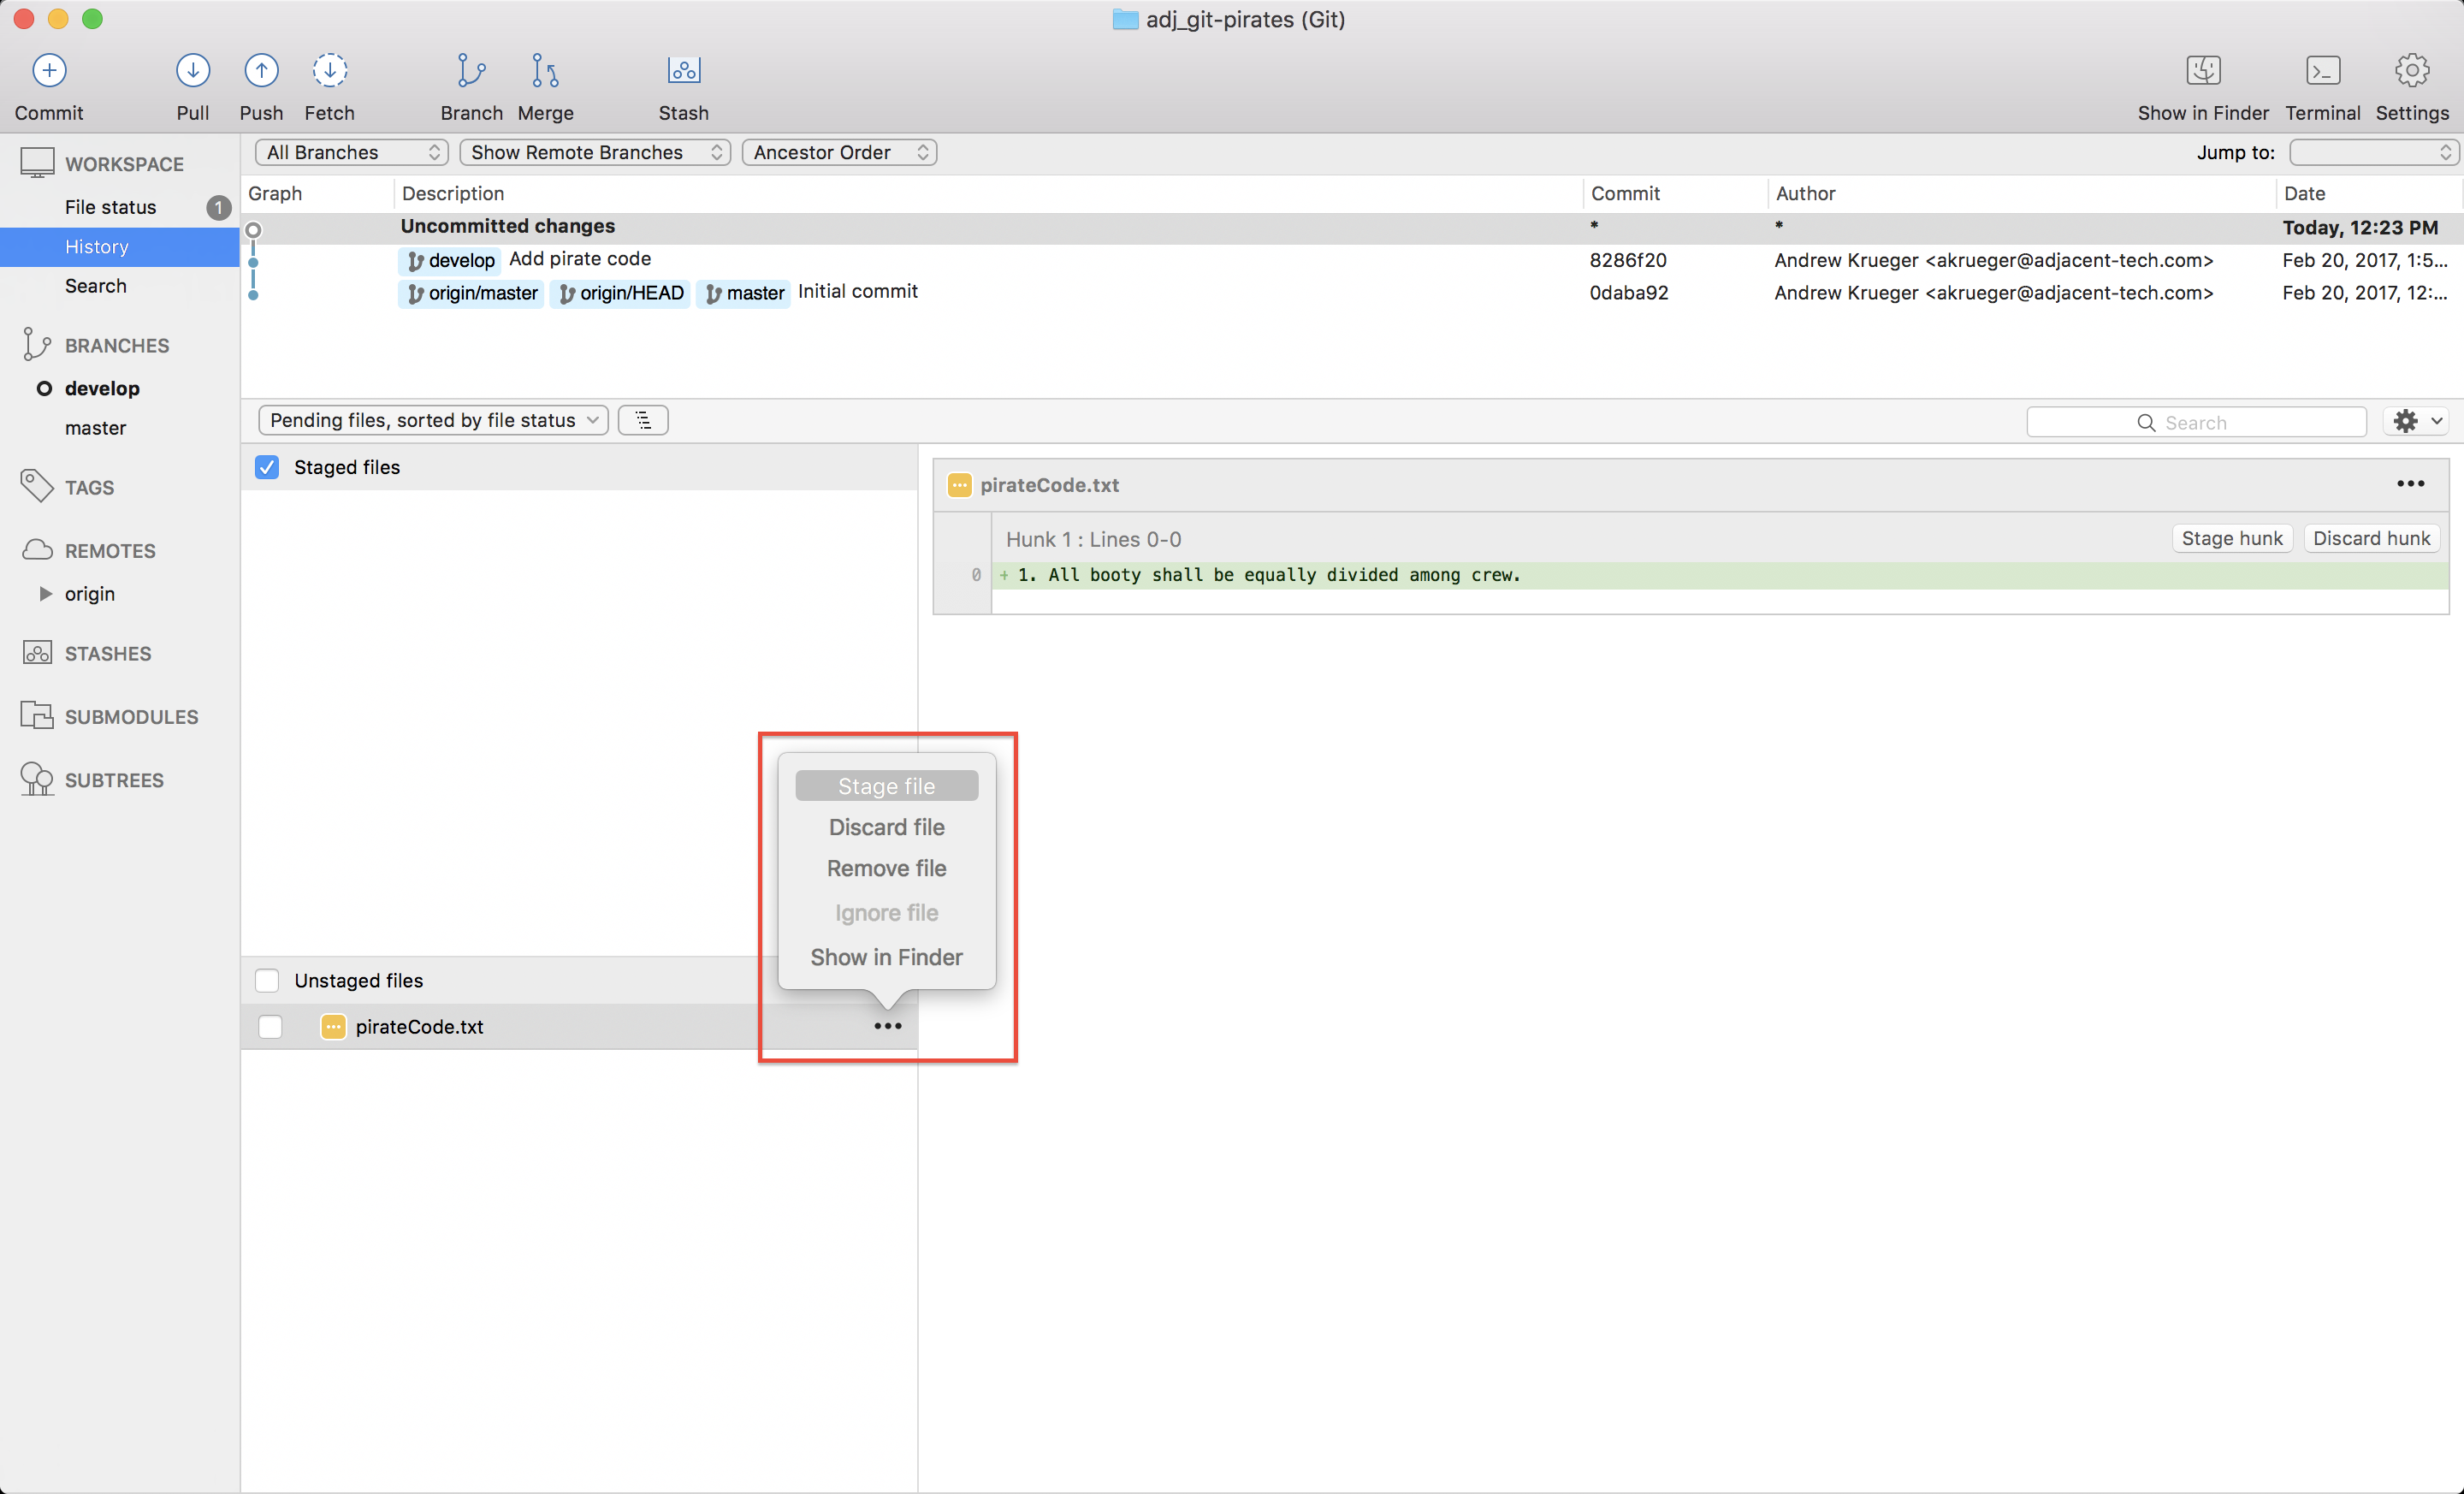 adj_git-pirates (Git)
Commit Pull Push Fetch Branch Merge Stash Show in Finder Terminal Settings
WORKSPACE
File status 1
History
Search
BRANCHES
develop
master
TAGS
REMOTES
origin
STASHES
SUBMODULES
SUBTREES
All Branches Show Remote Branches Ancestor Order Jump to:
Graph Description Commit Author Date
Uncommitted changes * * Today, 12:23 PM
develop Add pirate code 8286f20 Andrew Krueger <akrueger@adjacent-tech.com> Feb 20, 2017, 1:5...
origin/master origin/HEAD master Initial commit 0daba92 Andrew Krueger <akrueger@adjacent-tech.com> Feb 20, 2017, 12:...
Pending files, sorted by file status Search
Staged files
Unstaged files
pirateCode.txt
Stage file
Discard file
Remove file
Ignore file
Show in Finder
pirateCode.txt
Hunk 1 : Lines 0-0 Stage hunk Discard hunk
0 + 1. All booty shall be equally divided among crew.